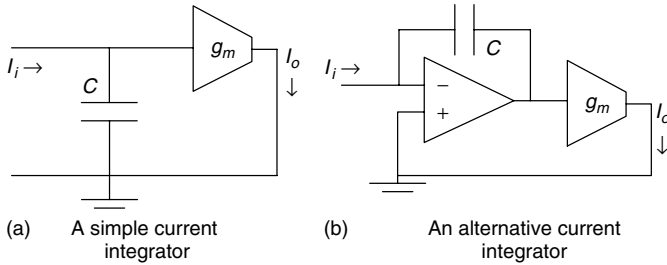 g_m
I_o
↓
I_i →
C
(a) A simple current
integrator
C
I_i →
−
+
g_m
I_o
↓
(b) An alternative current
integrator